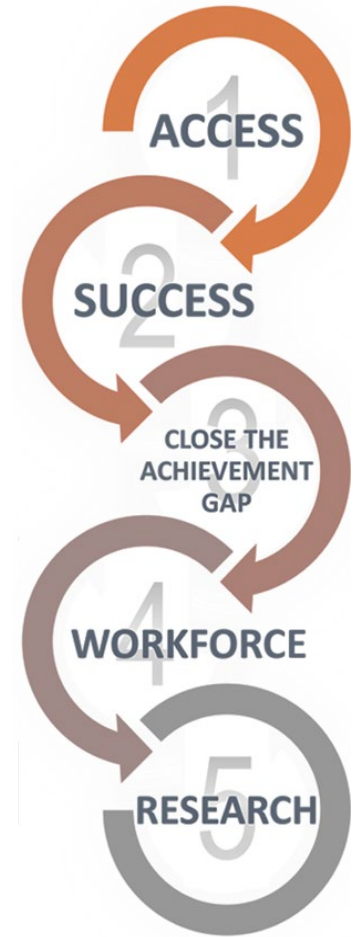 1
ACCESS
2
SUCCESS
3
CLOSE THE
ACHIEVEMENT
GAP
4
WORKFORCE
5
RESEARCH